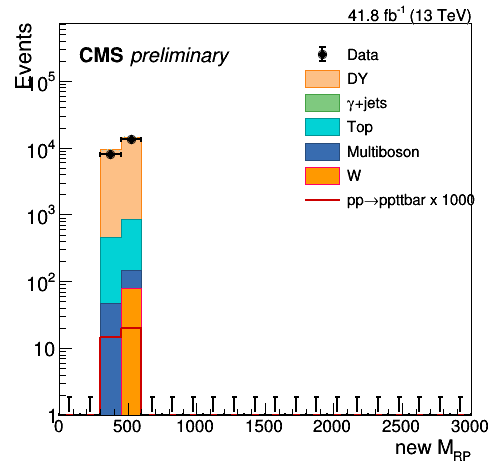 41.8 fb⁻¹ (13 TeV)
Events
CMS preliminary
Data
DY
γ+jets
Top
Multiboson
W
pp→ppttbar x 1000
10⁵
10⁴
10³
10²
10
1
0 500 1000 1500 2000 2500 3000
new M_RP